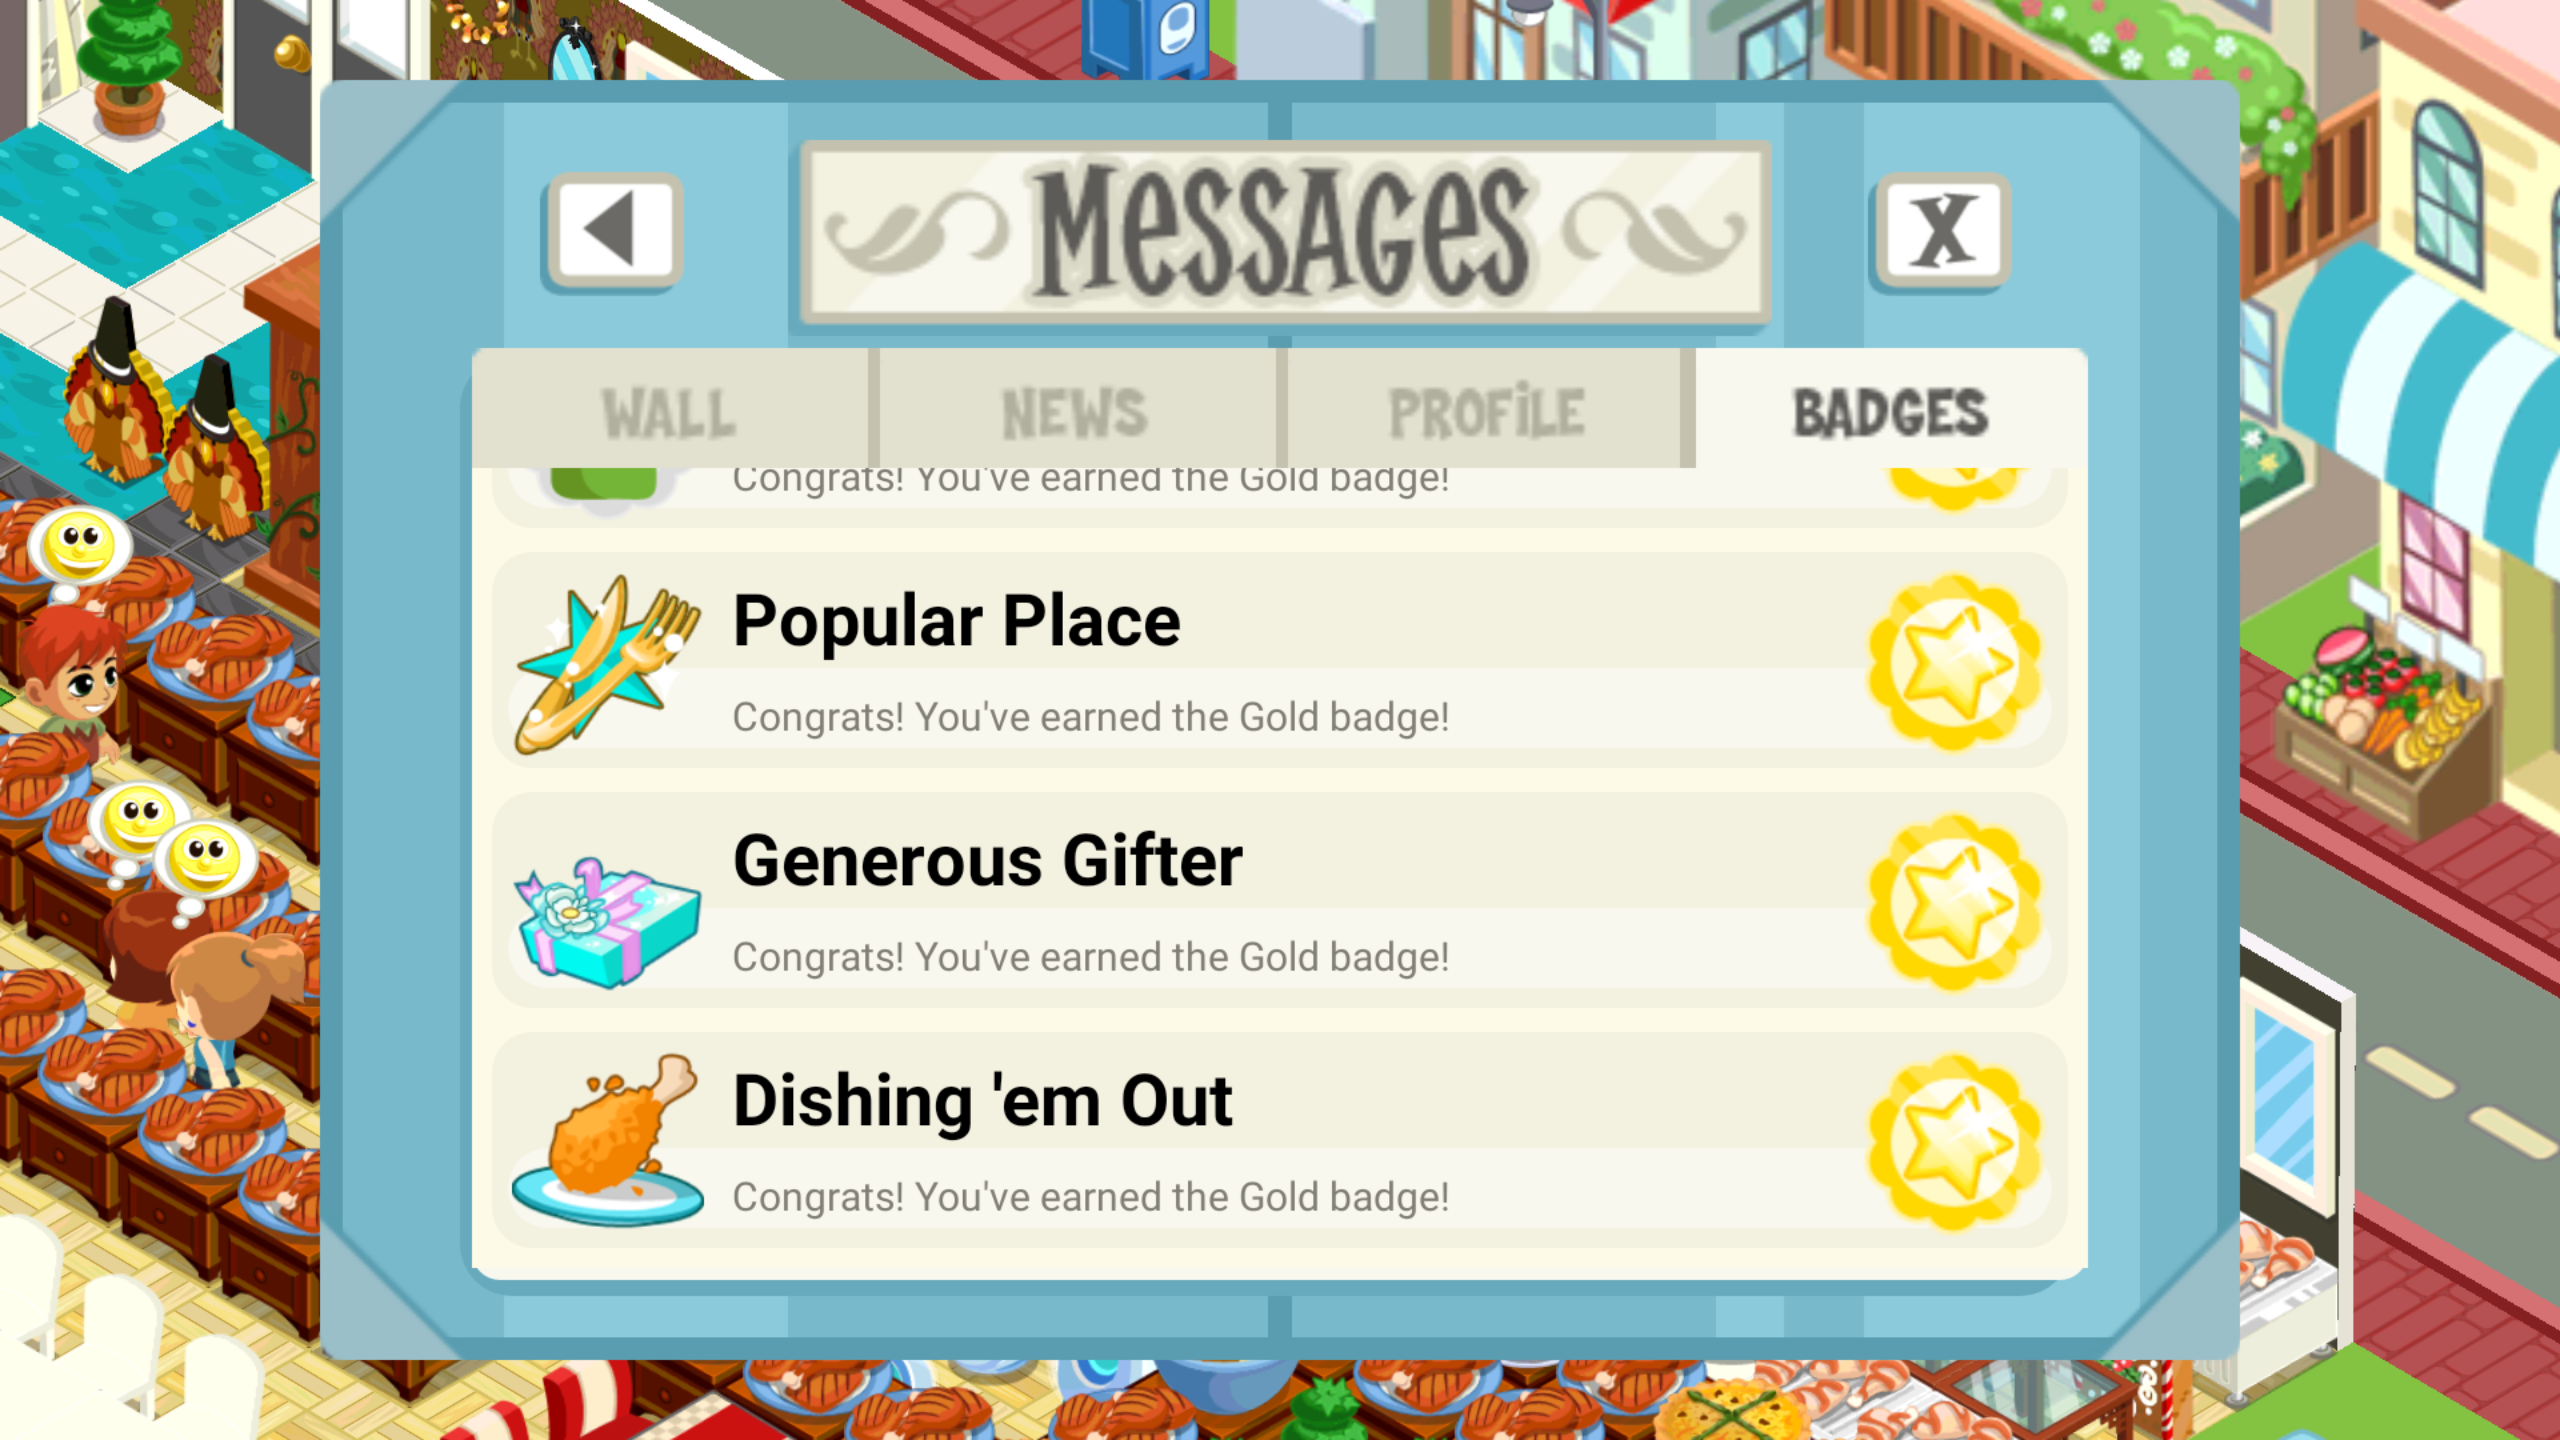 MESSAGES
X
WALL
NEWS
PROFILE
BADGES
Congrats! You've earned the Gold badge!
Popular Place
Congrats! You've earned the Gold badge!
Generous Gifter
Congrats! You've earned the Gold badge!
Dishing 'em Out
Congrats! You've earned the Gold badge!